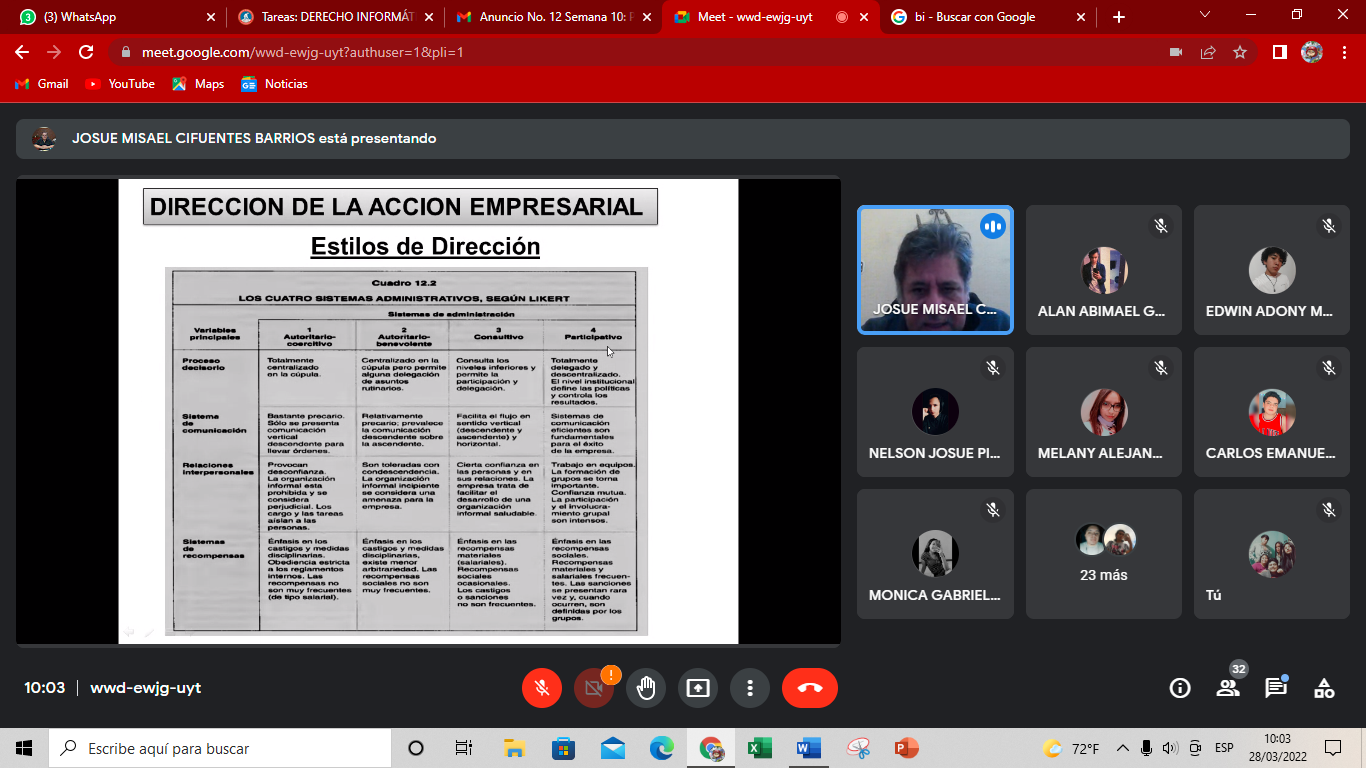 (3) WhatsApp
Tareas: DERECHO INFORMÁT
Anuncio No. 12 Semana 10: P
Meet - wwd-ewjg-uyt
bi - Buscar con Google
meet.google.com/wwd-ewjg-uyt?authuser=1&pli=1
Gmail
YouTube
Maps
Noticias
JOSUE MISAEL CIFUENTES BARRIOS está presentando
DIRECCION DE LA ACCION EMPRESARIAL
Estilos de Dirección
Cuadro 12.2
LOS CUATRO SISTEMAS ADMINISTRATIVOS, SEGÚN LIKERT
Sistemas de administración
Variables
principales
1
Autoritario-
coercitivo
2
Autoritario-
benevolente
3
Consultivo
4
Participativo
Proceso
decisorio
Totalmente
centralizado
en la cúpula.
Centralizado en la
cúpula pero permite
alguna delegación
de asuntos
rutinarios.
Consulta los
niveles inferiores y
permite la
participación y
delegación.
Totalmente
delegado y
descentralizado.
El nivel institucional
define las políticas
y controla los
resultados.
Sistema
de
comunicación
Bastante precario.
Sólo se presenta
comunicación
vertical
descendente para
llevar órdenes.
Relativamente
precario; prevalece
la comunicación
descendente sobre
la ascendente.
Facilita el flujo en
sentido vertical
(descendente y
ascendente) y
horizontal.
Sistemas de
comunicación
eficientes son
fundamentales
para el éxito
de la empresa.
Relaciones
interpersonales
Provocan
desconfianza.
La organización
informal esta
prohibida y se
considera
perjudicial. Los
cargo y las tareas
aíslan a las
personas.
Son toleradas con
condescendencia.
La organización
informal incipiente
se considera una
amenaza para la
empresa.
Cierta confianza en
las personas y en
sus relaciones. La
empresa trata de
facilitar el
desarrollo de una
organización
informal saludable.
Trabajo en equipos.
La formación de
grupos se torna
importante.
Confianza mutua.
La participación
y el involucra-
miento grupal
son intensos.
Sistemas
de
recompensas
Énfasis en los
castigos y medidas
disciplinarias.
Obediencia estricta
a los reglamentos
internos. Las
recompensas no
son muy frecuentes
(de tipo salarial).
Énfasis en los
castigos y medidas
disciplinarias,
existe menor
arbitrariedad. Las
recompensas
sociales no son
muy frecuentes.
Énfasis en las
recompensas
materiales
(salariales).
Recompensas
sociales
ocasionales.
Los castigos
o sanciones
no son frecuentes.
Énfasis en las
recompensas
sociales.
Recompensas
materiales y
salariales frecuen-
tes. Las sanciones
se presentan rara
vez y, cuando
ocurren, son
definidas por los
grupos.
JOSUE MISAEL C...
ALAN ABIMAEL G...
EDWIN ADONY M...
NELSON JOSUE PI...
MELANY ALEJAN...
CARLOS EMANUE...
MONICA GABRIEL...
23 más
Tú
10:03
wwd-ewjg-uyt
32
Escribe aquí para buscar
72°F
ESP
10:03
28/03/2022